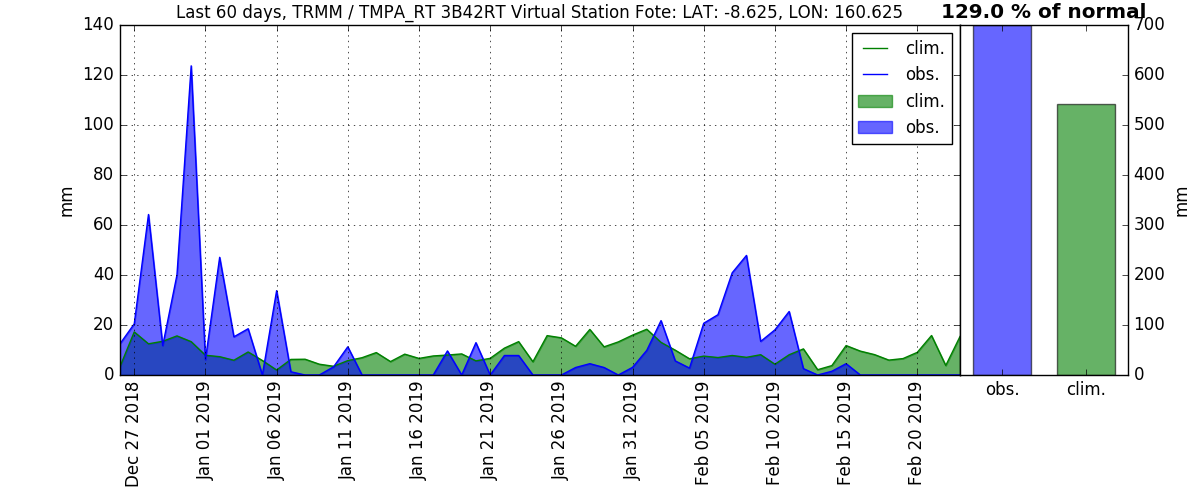 Last 60 days, TRMM / TMPA_RT 3B42RT Virtual Station Fote: LAT: -8.625, LON: 160.625
129.0 % of normal
140
120
100
80
60
40
20
0
mm
clim.
obs.
clim.
obs.
700
600
500
400
300
200
100
0
mm
Dec 27 2018
Jan 01 2019
Jan 06 2019
Jan 11 2019
Jan 16 2019
Jan 21 2019
Jan 26 2019
Jan 31 2019
Feb 05 2019
Feb 10 2019
Feb 15 2019
Feb 20 2019
obs.
clim.